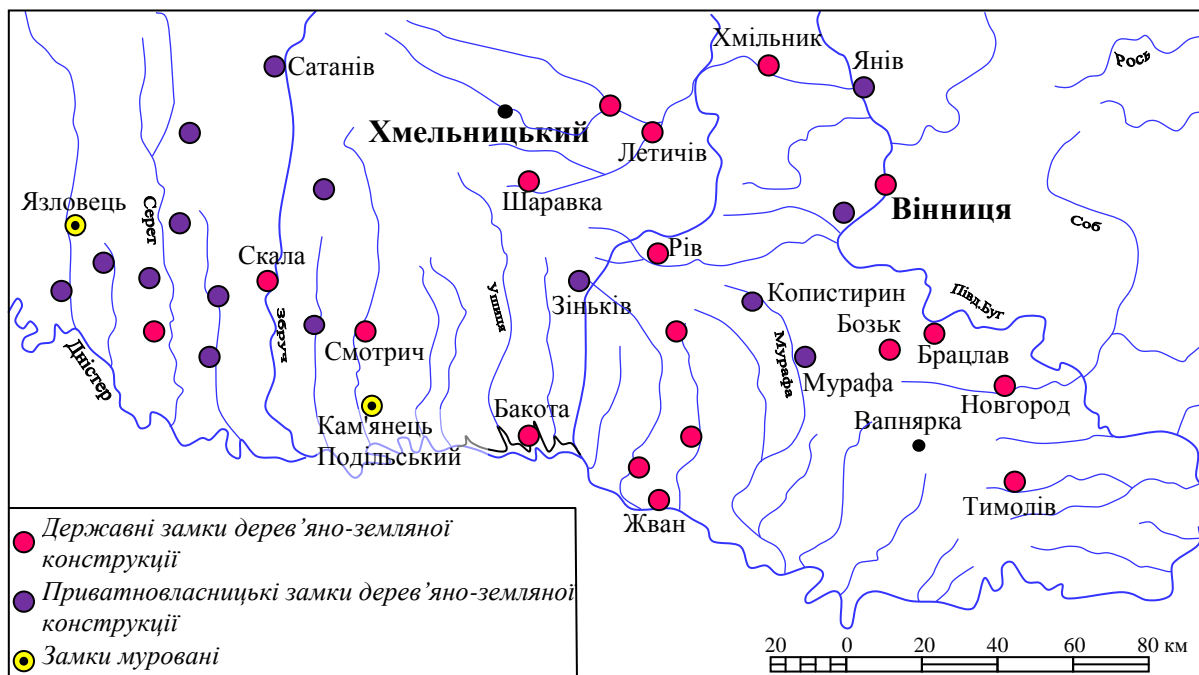 Хмільник
Янів
Рось
Сатанів
Хмельницький
Летичів
Шаравка
Язловець
Серет
Вінниця
Соб
Скала
Рів
Ушиця
Зіньків
Копистирин
Півд.Буг
Збруч
Бозьк
Дністер
Смотрич
Мурафа
Мурафа
Брацлав
Новгород
Кам'янець
Подільський
Бакота
Вапнярка
Жван
Тимолів
Державні замки дерев’яно-земляної
конструкції
Приватновласницькі замки дерев’яно-земляної
конструкції
Замки муровані
20 0 20 40 60 80 км